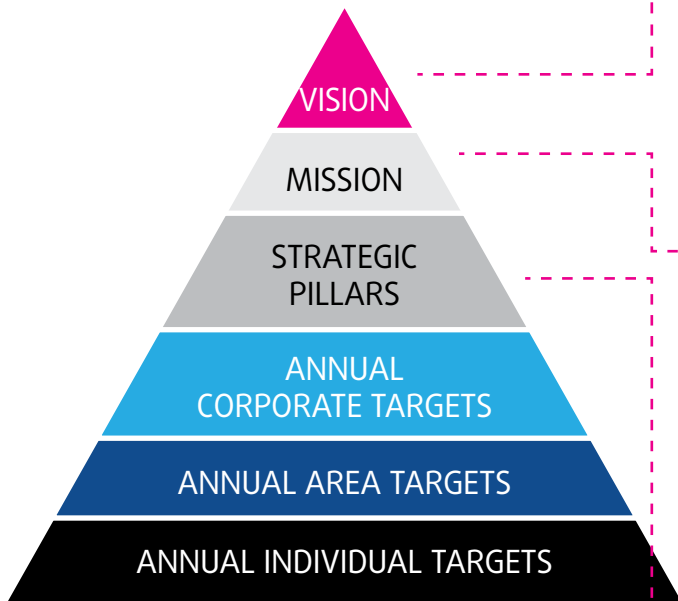 VISION
MISSION
STRATEGIC
PILLARS
ANNUAL
CORPORATE TARGETS
ANNUAL AREA TARGETS
ANNUAL INDIVIDUAL TARGETS